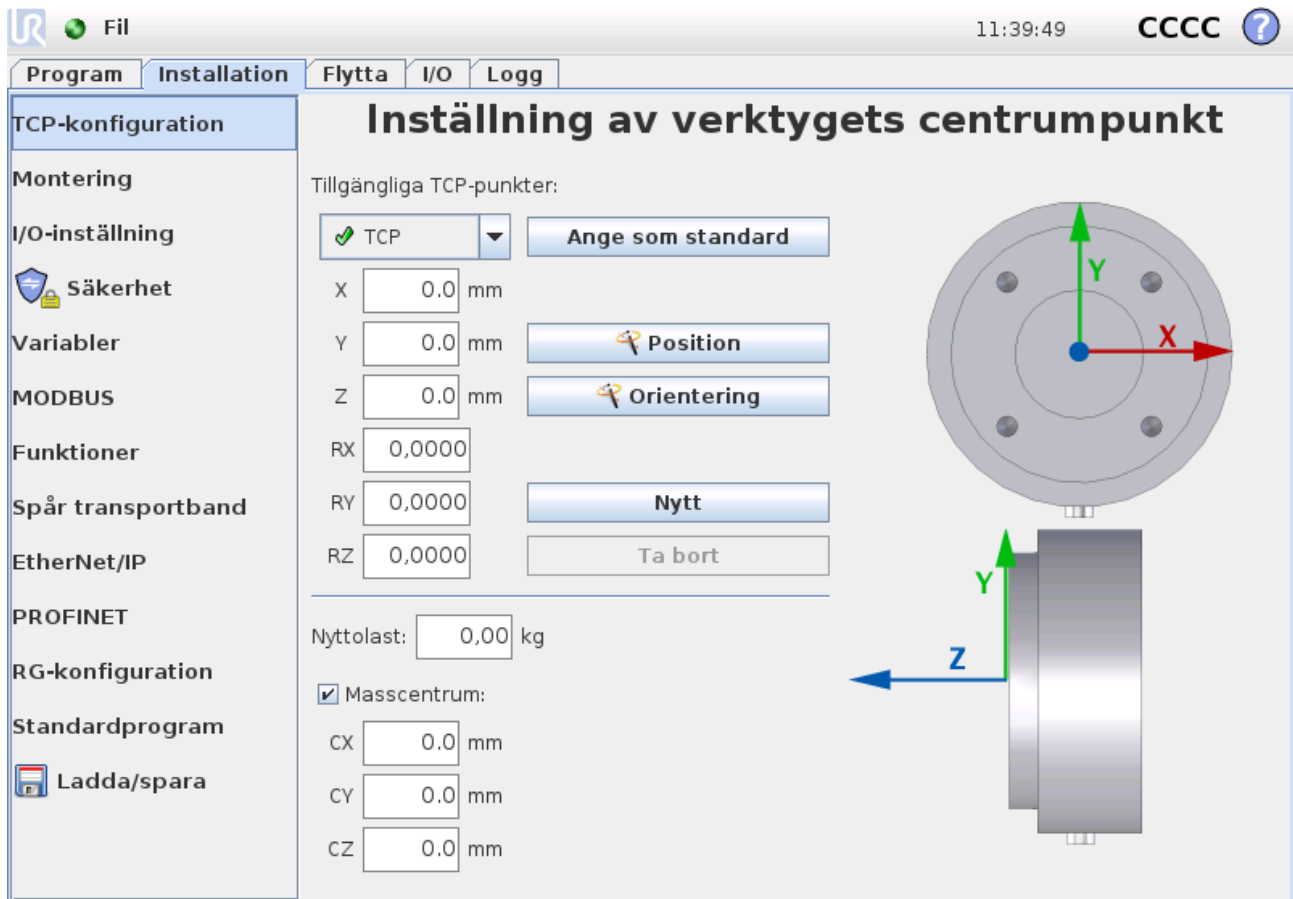 UR Fil 11:39:49 CCCC ?
Program Installation Flytta I/O Logg
TCP-konfiguration
Montering
I/O-inställning
Säkerhet
Variabler
MODBUS
Funktioner
Spår transportband
EtherNet/IP
PROFINET
RG-konfiguration
Standardprogram
Ladda/spara
Inställning av verktygets centrumpunkt
Tillgängliga TCP-punkter:
TCP Ange som standard
X 0.0 mm
Y 0.0 mm Position
Z 0.0 mm Orientering
RX 0,0000
RY 0,0000 Nytt
RZ 0,0000 Ta bort
Nyttolast: 0,00 kg
Masscentrum:
CX 0.0 mm
CY 0.0 mm
CZ 0.0 mm
Y
X
Y
Z